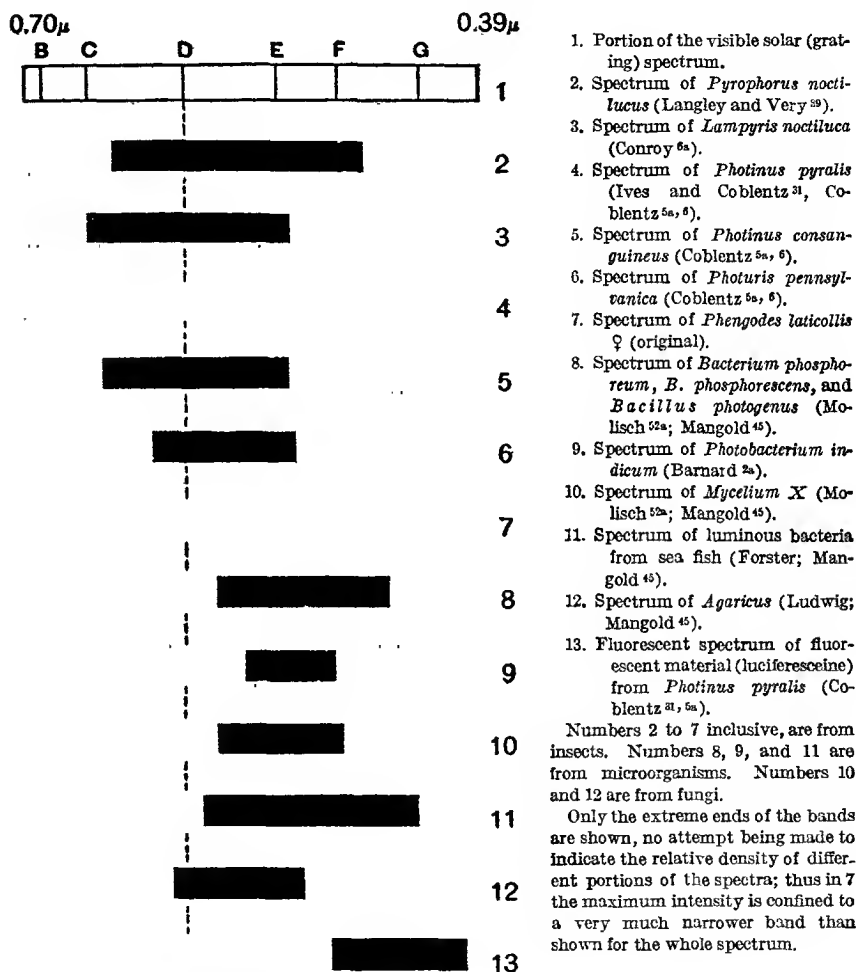 0.70μ 0.39μ
B C D E F G
1
2
3
4
5
6
7
8
9
10
11
12
13
1. Portion of the visible solar (grat-
ing) spectrum.
2. Spectrum of Pyrophorus nocti-
lucus (Langley and Very 39).
3. Spectrum of Lampyris noctiluca
(Conroy 6a).
4. Spectrum of Photinus pyralis
(Ives and Coblentz 31, Co-
blentz 5a, 6).
5. Spectrum of Photinus consan-
guineus (Coblentz 5a, 6).
6. Spectrum of Photuris pennsyl-
vanica (Coblentz 5a, 6).
7. Spectrum of Phengodes laticollis
♀ (original).
8. Spectrum of Bacterium phospho-
reum, B. phosphorescens, and
Bacillus photogenus (Mo-
lisch 52a; Mangold 45).
9. Spectrum of Photobacterium in-
dicum (Barnard 2a).
10. Spectrum of Mycelium X (Mo-
lisch 52a; Mangold 45).
11. Spectrum of luminous bacteria
from sea fish (Forster; Man-
gold 45).
12. Spectrum of Agaricus (Ludwig;
Mangold 45).
13. Fluorescent spectrum of fluor-
escent material (luciferesceine)
from Photinus pyralis (Co-
blentz 31, 5a).
Numbers 2 to 7 inclusive, are from
insects. Numbers 8, 9, and 11 are
from microorganisms. Numbers 10
and 12 are from fungi.
Only the extreme ends of the bands
are shown, no attempt being made to
indicate the relative density of differ-
ent portions of the spectra; thus in 7
the maximum intensity is confined to
a very much narrower band than
shown for the whole spectrum.